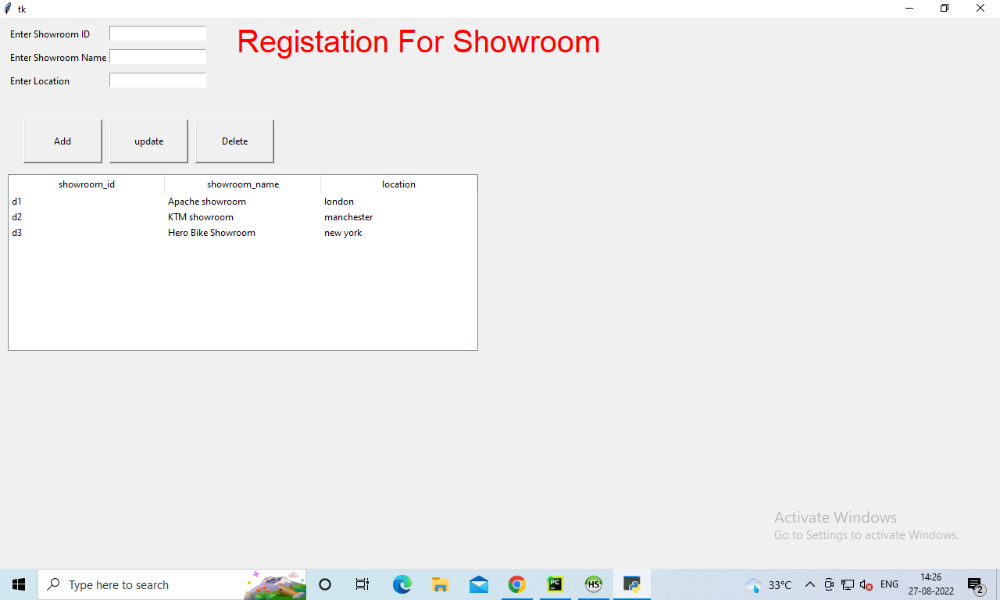 tk
Enter Showroom ID
Registation For Showroom
Enter Showroom Name
Enter Location
Add update Delete
showroom_id showroom_name location
d1 Apache showroom london
d2 KTM showroom manchester
d3 Hero Bike Showroom new york
Activate Windows
Go to Settings to activate Windows.
Type here to search
PC
HS
33°C
ENG
14:26
27-08-2022
2